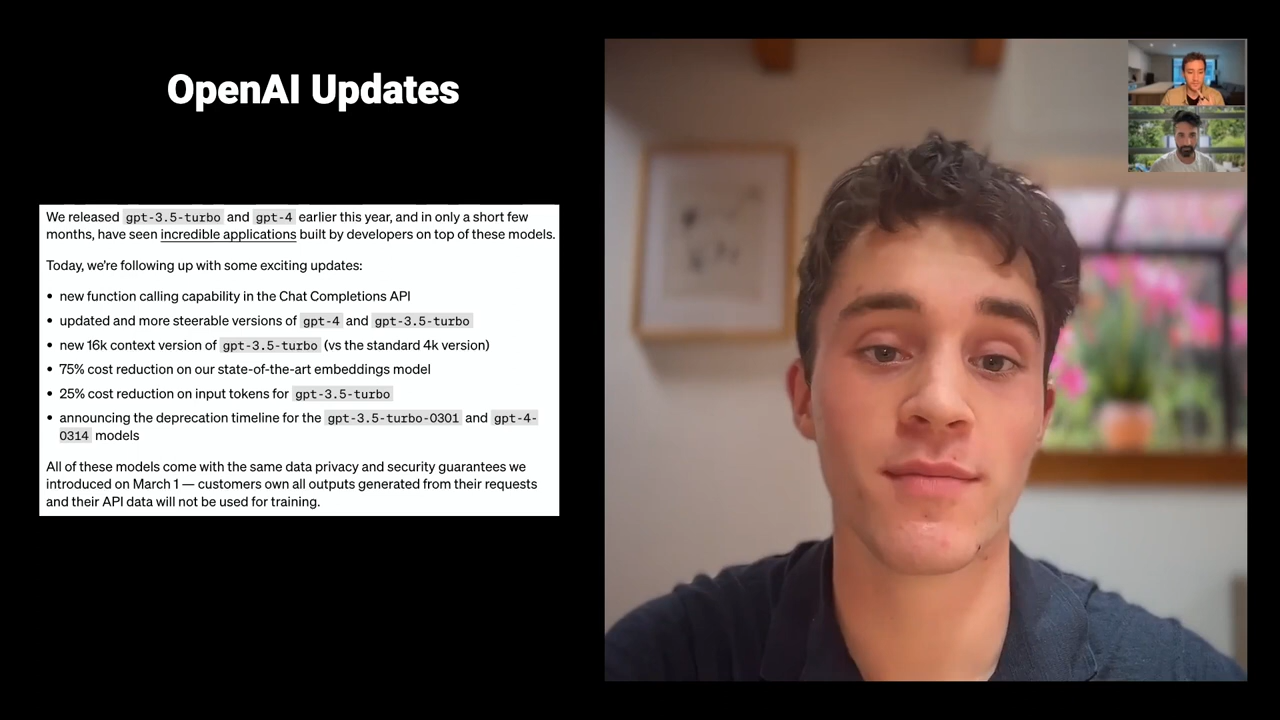 OpenAI Updates
We released gpt-3.5-turbo and gpt-4 earlier this year, and in only a short few
months, have seen incredible applications built by developers on top of these models.
Today, we're following up with some exciting updates:
• new function calling capability in the Chat Completions API
• updated and more steerable versions of gpt-4 and gpt-3.5-turbo
• new 16k context version of gpt-3.5-turbo (vs the standard 4k version)
• 75% cost reduction on our state-of-the-art embeddings model
• 25% cost reduction on input tokens for gpt-3.5-turbo
• announcing the deprecation timeline for the gpt-3.5-turbo-0301 and gpt-4-
0314 models
All of these models come with the same data privacy and security guarantees we
introduced on March 1 — customers own all outputs generated from their requests
and their API data will not be used for training.